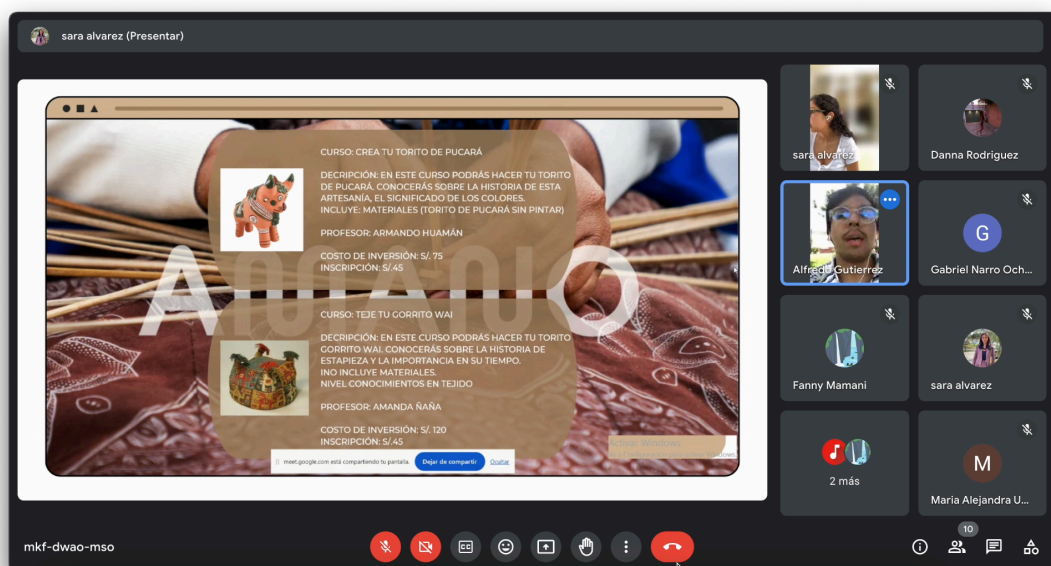 sara alvarez (Presentar)
CURSO: CREA TU TORITO DE PUCARÁ
DECRIPCIÓN: EN ESTE CURSO PODRÁS HACER TU TORITO
DE PUCARÁ. CONOCERÁS SOBRE LA HISTORIA DE ESTA
ARTESANÍA, EL SIGNIFICADO DE LOS COLORES.
INCLUYE: MATERIALES (TORITO DE PUCARÁ SIN PINTAR)
PROFESOR: ARMANDO HUAMÁN
COSTO DE INVERSIÓN: S/. 75
INSCRIPCIÓN: S/.45
CURSO: TEJE TU GORRITO WAI
DECRIPCIÓN: EN ESTE CURSO PODRÁS HACER TU TORITO
GORRITO WAI. CONOCERÁS SOBRE LA HISTORIA DE
ESTAPIEZA Y LA IMPORTANCIA EN SU TIEMPO.
INO INCLUYE MATERIALES.
NIVEL CONOCIMIENTOS EN TEJIDO
PROFESOR: AMANDA ÑAÑA
COSTO DE INVERSIÓN: S/. 120
INSCRIPCIÓN: S/.45
Activar Windows
meet.google.com está compartiendo tu pantalla.
Dejar de compartir
Ocultar
sara alvarez
Danna Rodriguez
Alfredo Gutierrez
G
Gabriel Narro Och...
Fanny Mamani
sara alvarez
2 más
M
Maria Alejandra U...
mkf-dwao-mso
CC
10